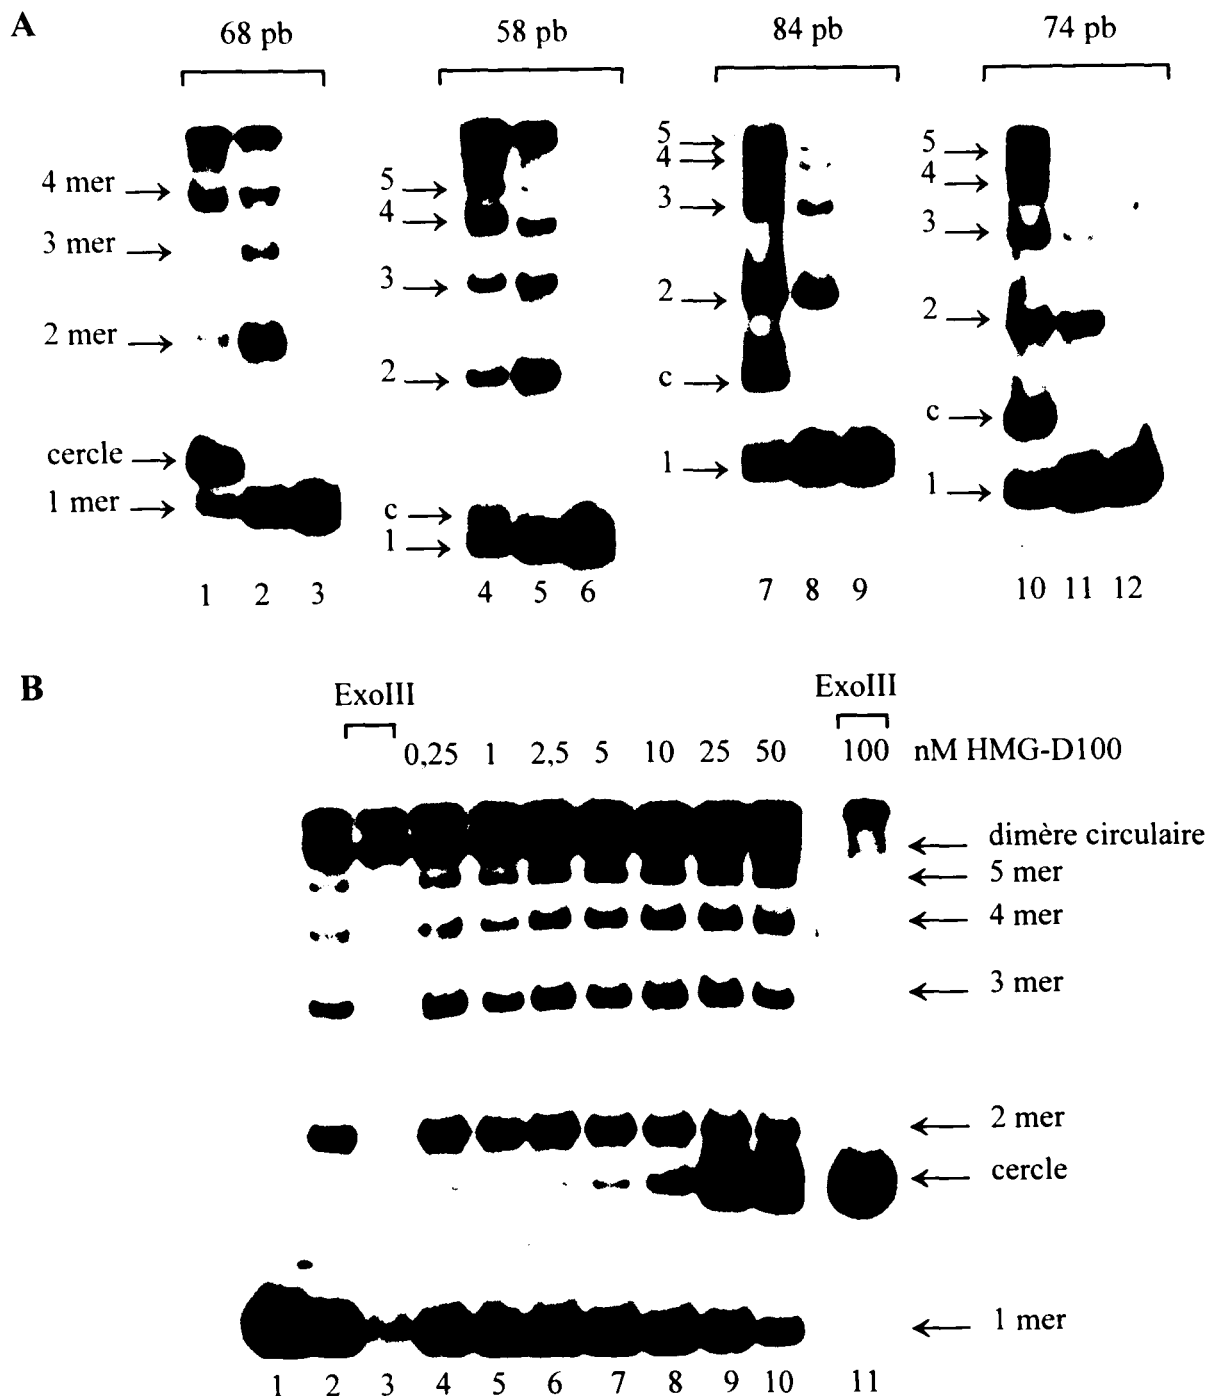 A
68 pb 58 pb 84 pb 74 pb
4 mer
3 mer
2 mer
cercle
1 mer
5
4
3
2
c
1
5
4
3
2
c
1
5
4
3
2
c
1
1 2 3 4 5 6 7 8 9 10 11 12
B
ExoIII ExoIII
0,25 1 2,5 5 10 25 50 100 nM HMG-D100
dimère circulaire
5 mer
4 mer
3 mer
2 mer
cercle
1 mer
1 2 3 4 5 6 7 8 9 10 11